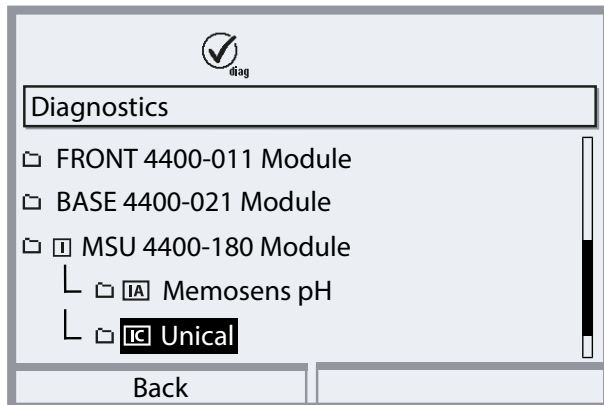 diag
Diagnostics
FRONT 4400-011 Module
BASE 4400-021 Module
I MSU 4400-180 Module
IA Memosens pH
IC Unical
Back